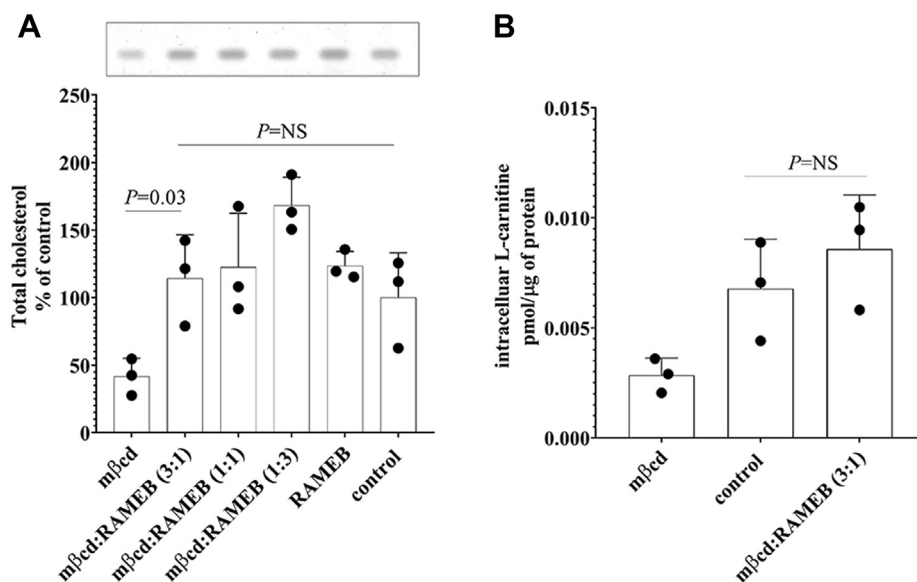 A
250
200
150
100
50
0
Total cholesterol
% of control
P=NS
P=0.03
mβcd
mβcd:RAMEB (3:1)
mβcd:RAMEB (1:1)
mβcd:RAMEB (1:3)
RAMEB
control
B
0.015
0.010
0.005
0.000
intracelluar L-carnitine
pmol/μg of protein
P=NS
mβcd
control
mβcd:RAMEB (3:1)